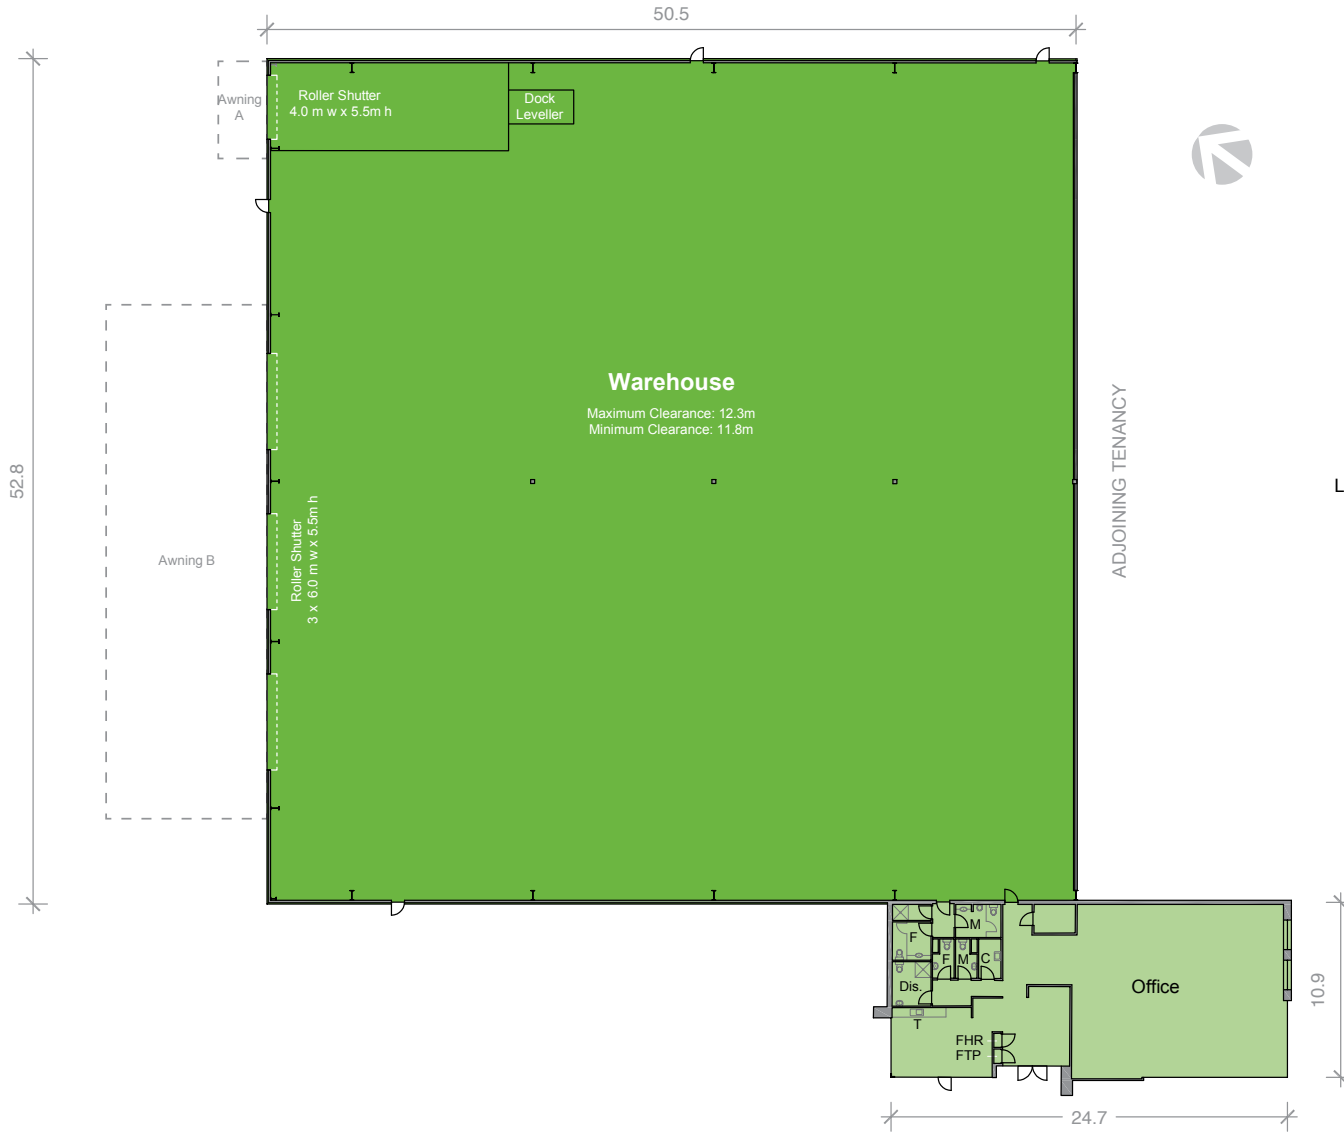 50.5
Awning
A
Roller Shutter
4.0 m w x 5.5m h
Dock
Leveller
Warehouse
Maximum Clearance: 12.3m
Minimum Clearance: 11.8m
52.8
ADJOINING TENANCY
L
Roller Shutter
3 x 6.0 m w x 5.5m h
Awning B
F
M
F
M
C
Dis.
Office
10.9
T
FHR
FTP
24.7